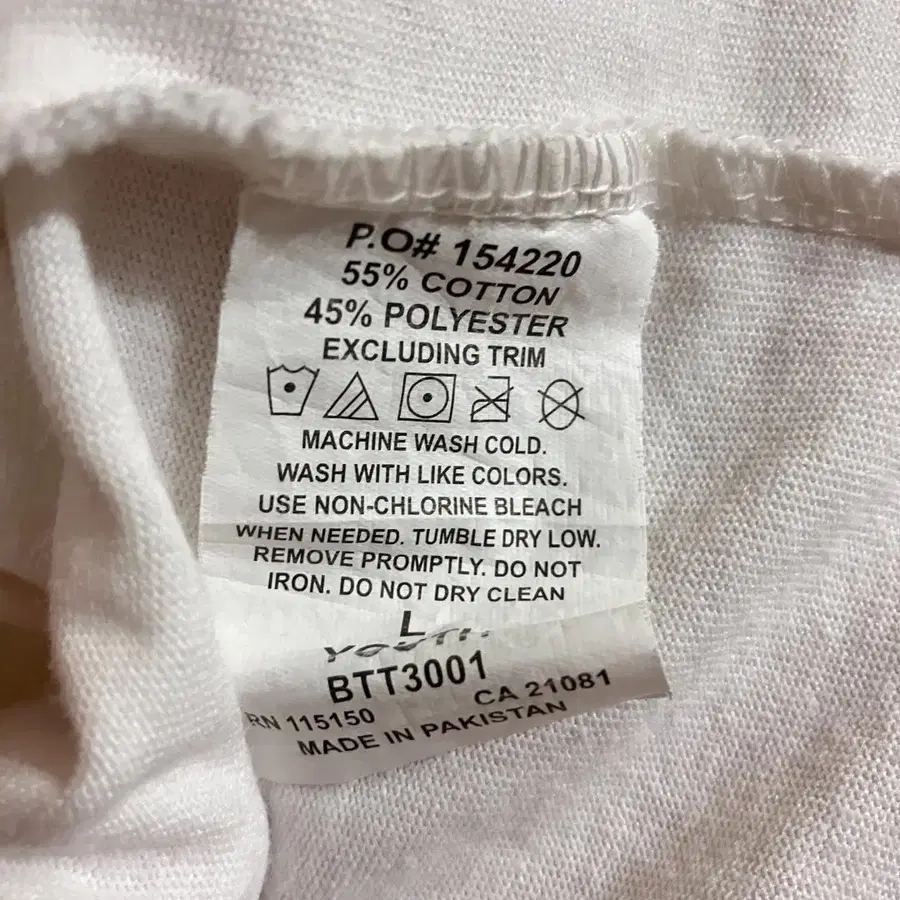 P.O# 154220
55% COTTON
45% POLYESTER
EXCLUDING TRIM
MACHINE WASH COLD.
WASH WITH LIKE COLORS.
USE NON-CHLORINE BLEACH
WHEN NEEDED. TUMBLE DRY LOW.
REMOVE PROMPTLY. DO NOT
IRON. DO NOT DRY CLEAN
L
YOUTH
BTT3001
RN 115150 CA 21081
MADE IN PAKISTAN